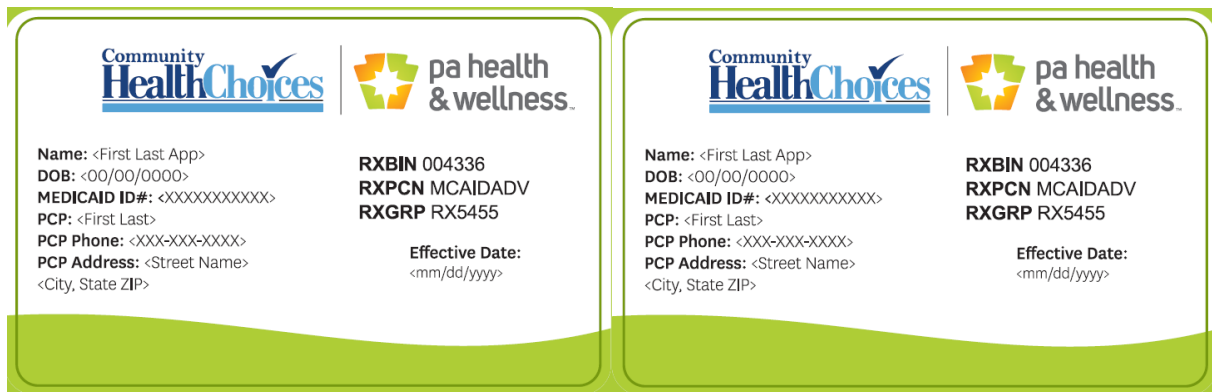 Community
HealthChoices
pa health
& wellness™
Name: <First Last App>
DOB: <00/00/0000>
MEDICAID ID#: <XXXXXXXXXXX>
PCP: <First Last>
PCP Phone: <XXX-XXX-XXXX>
PCP Address: <Street Name>
<City, State ZIP>
RXBIN 004336
RXPCN MCAIDADV
RXGRP RX5455
Effective Date:
<mm/dd/yyyy>
Community
HealthChoices
pa health
& wellness™
Name: <First Last App>
DOB: <00/00/0000>
MEDICAID ID#: <XXXXXXXXXXX>
PCP: <First Last>
PCP Phone: <XXX-XXX-XXXX>
PCP Address: <Street Name>
<City, State ZIP>
RXBIN 004336
RXPCN MCAIDADV
RXGRP RX5455
Effective Date:
<mm/dd/yyyy>